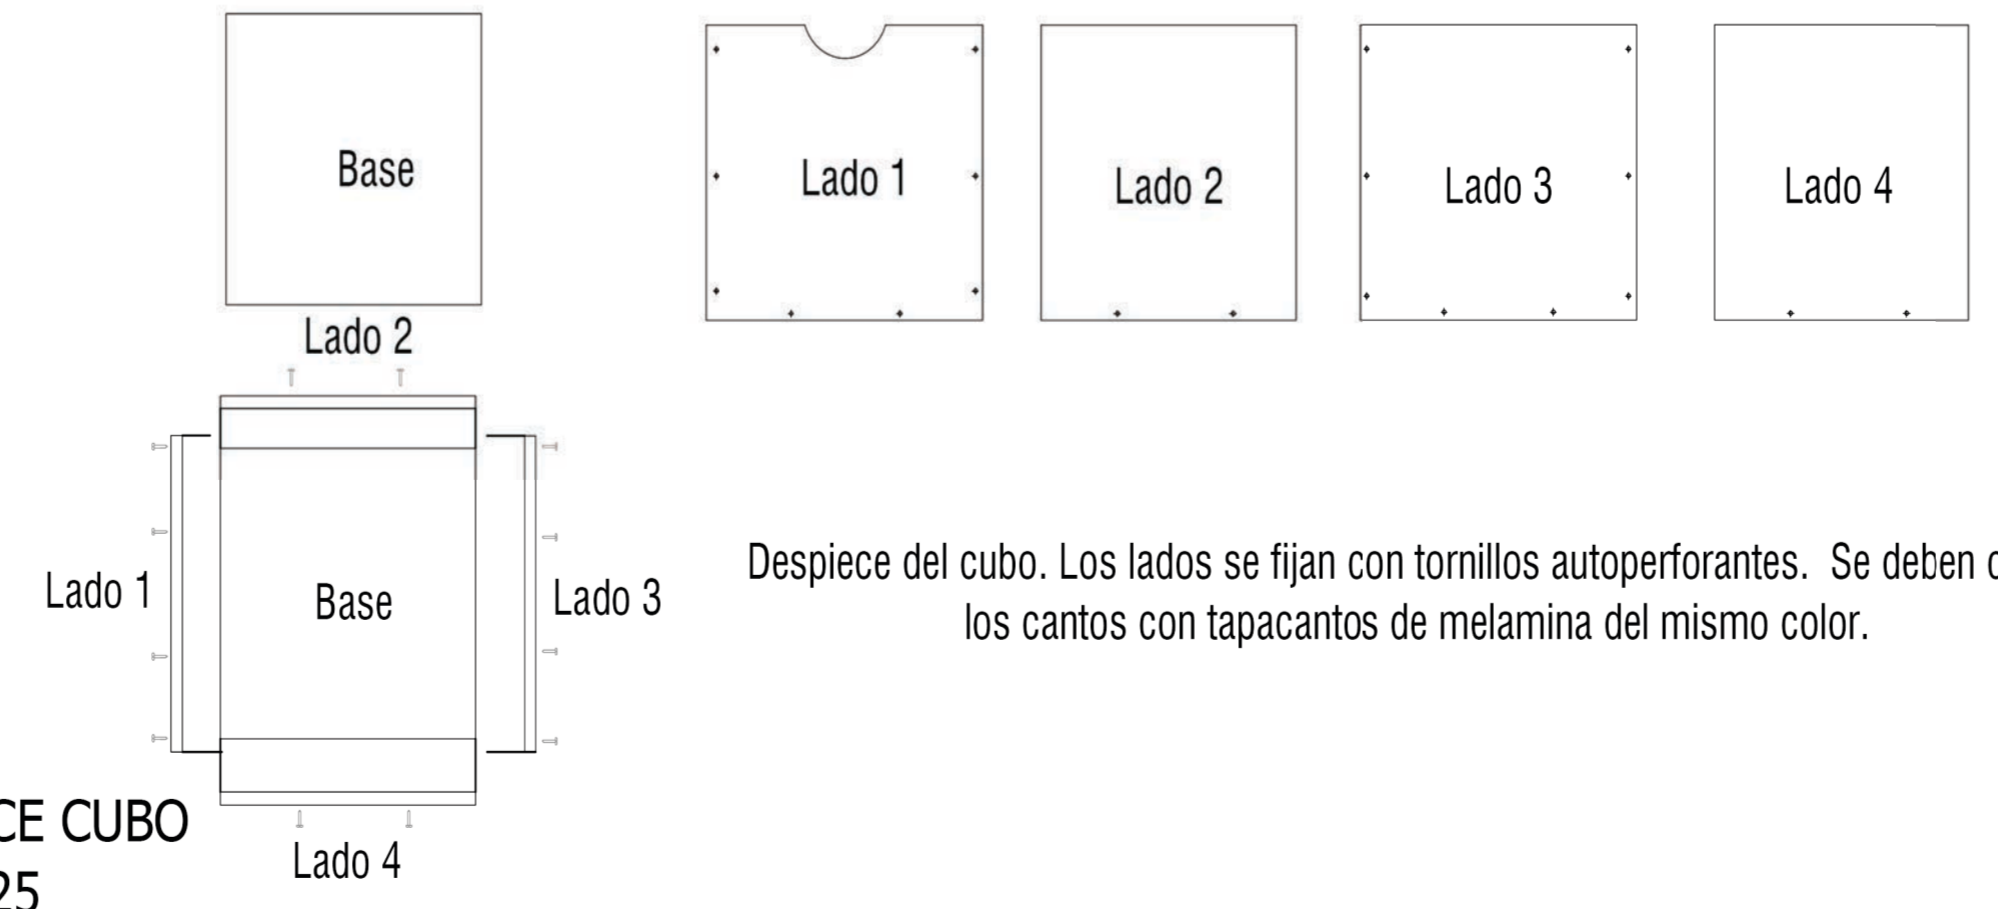 Base
Lado 1
Lado 2
Lado 3
Lado 4
Lado 2
Lado 1
Base
Lado 3
Lado 4
Despiece del cubo. Los lados se fijan con tornillos autoperforantes. Se deben
los cantos con tapacantos de melamina del mismo color.
CUBO
25